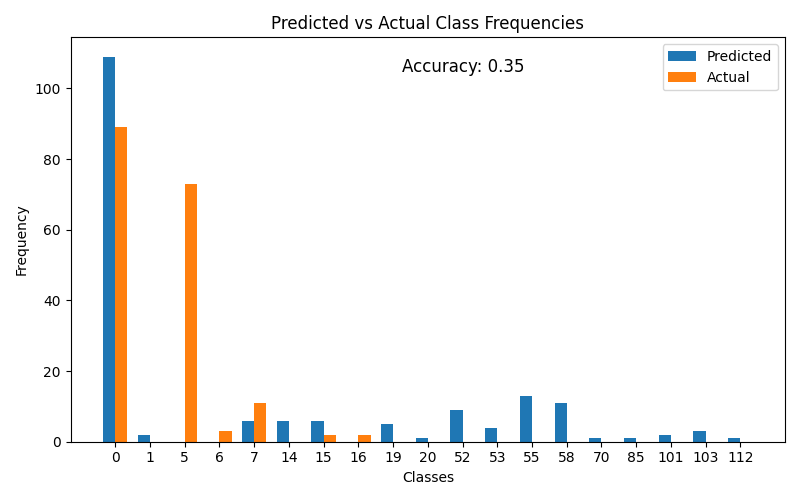 Predicted vs Actual Class Frequencies
Accuracy: 0.35
Predicted
Actual
Frequency
100
80
60
40
20
0
0 1 5 6 7 14 15 16 19 20 52 53 55 58 70 85 101 103 112
Classes